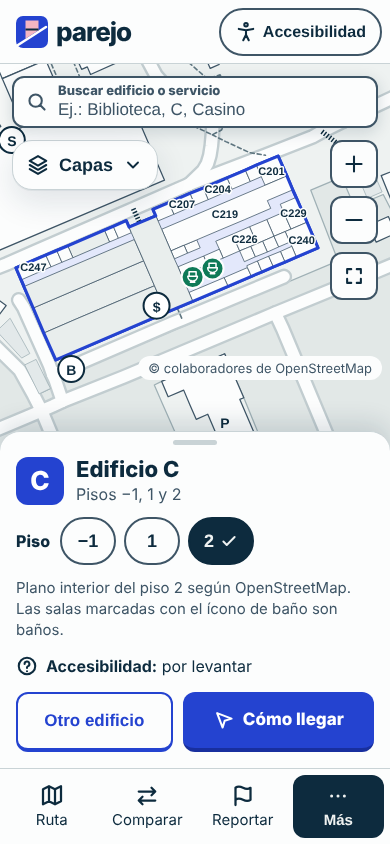 parejo
Accesibilidad
Buscar edificio o servicio
Ej.: Biblioteca, C, Casino
S
Capas
C201
C204
C207
C219
C229
C226
C240
C247
$
B
© colaboradores de OpenStreetMap
P
C
Edificio C
Pisos −1, 1 y 2
Piso
−1
1
2
Plano interior del piso 2 según OpenStreetMap.
Las salas marcadas con el ícono de baño son
baños.
Accesibilidad: por levantar
Otro edificio
Cómo llegar
Ruta
Comparar
Reportar
Más